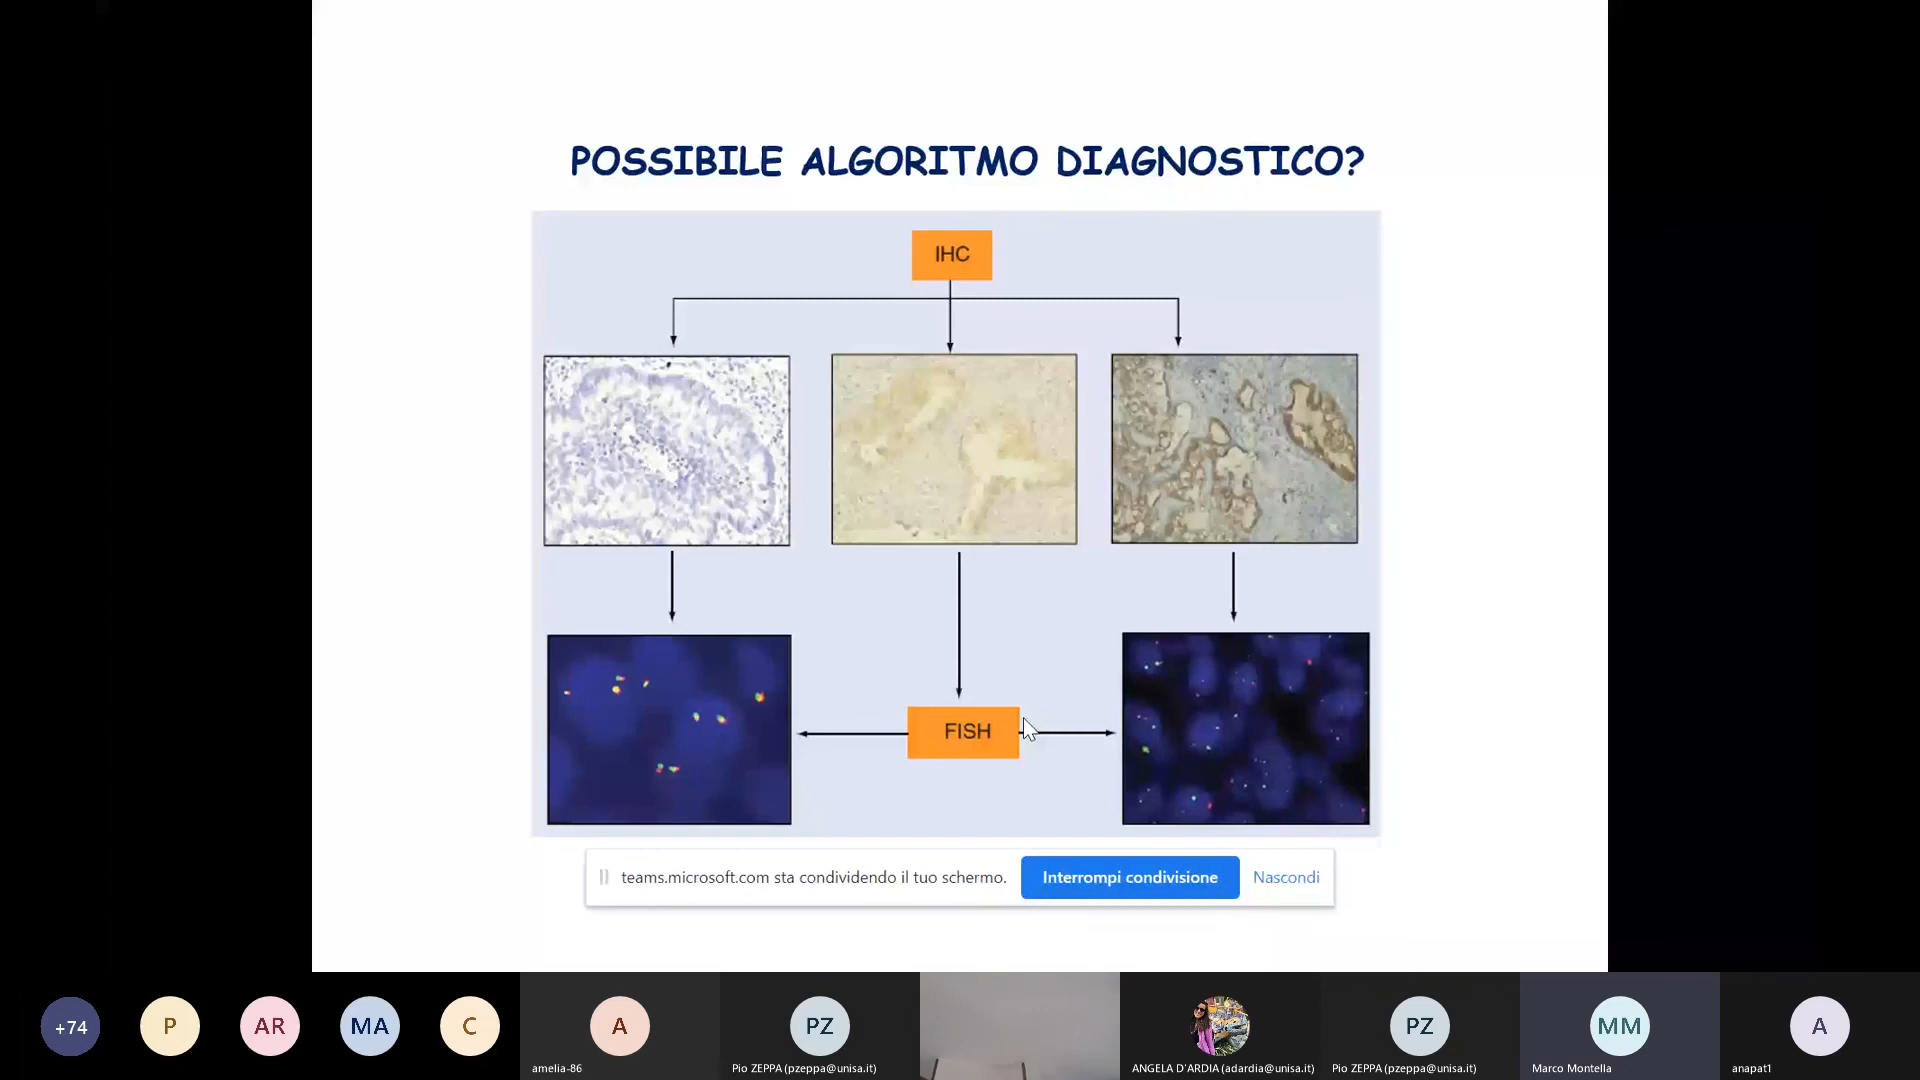 POSSIBILE ALGORITMO DIAGNOSTICO?
IHC
FISH
teams.microsoft.com sta condividendo il tuo schermo.
Interrompi condivisione
Nascondi
+74
P
AR
MA
C
A
amelia-86
PZ
Pio ZEPPA (pzeppa@unisa.it)
ANGELA D'ARDIA (adardia@unisa.it)
PZ
Pio ZEPPA (pzeppa@unisa.it)
MM
Marco Montella
A
anapat1